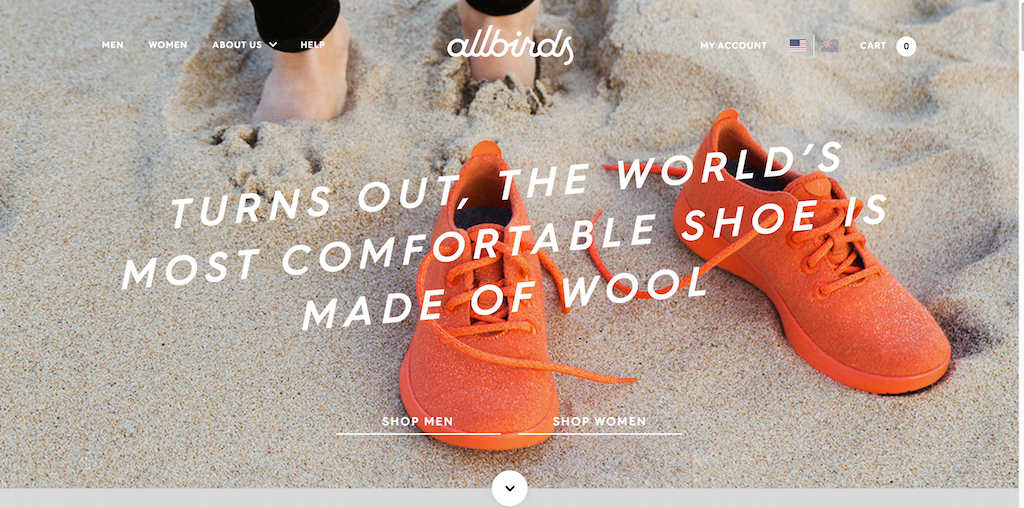 MEN WOMEN ABOUT US HELP allbirds MY ACCOUNT CART 0
TURNS OUT, THE WORLD'S
MOST COMFORTABLE SHOE IS
MADE OF WOOL
SHOP MEN SHOP WOMEN